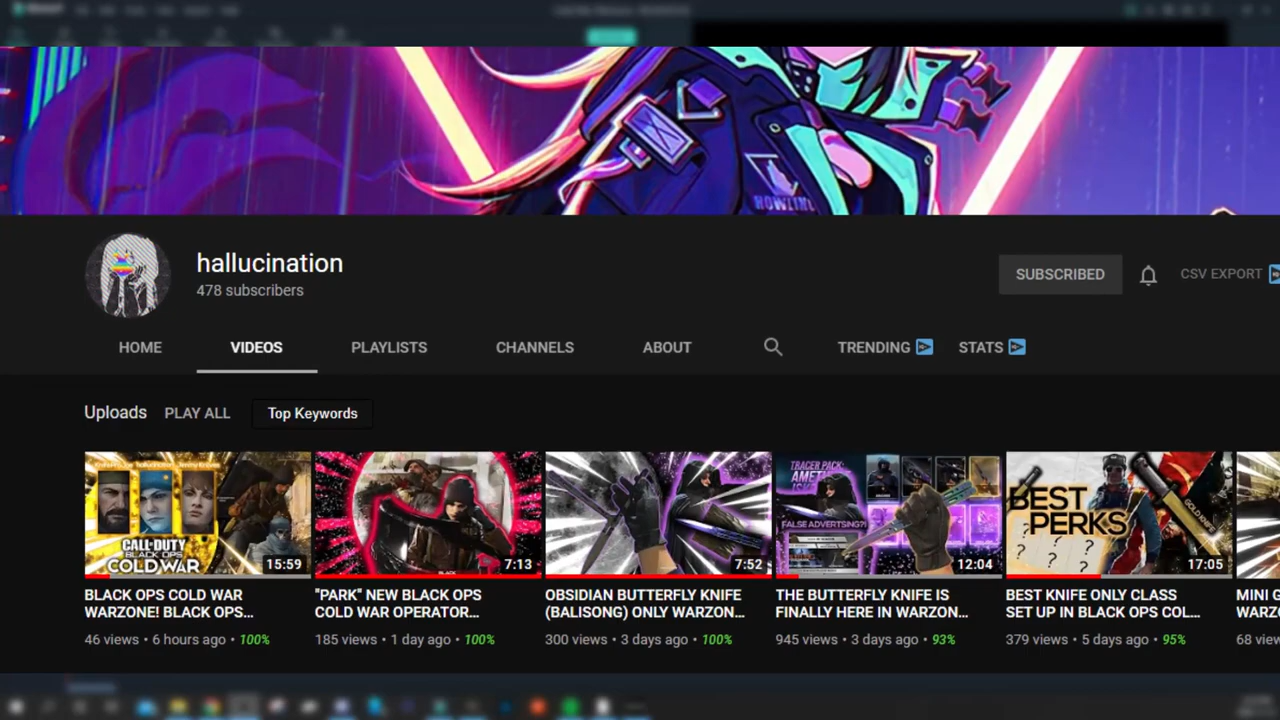 HOWLING
hallucination
478 subscribers
SUBSCRIBED
CSV EXPORT
HOME
VIDEOS
PLAYLISTS
CHANNELS
ABOUT
TRENDING
STATS
Uploads
PLAY ALL
Top Keywords
CALL OF DUTY
BLACK OPS
COLD WAR
15:59
BLACK OPS COLD WAR
WARZONE! BLACK OPS...
46 views • 6 hours ago • 100%
7:13
"PARK" NEW BLACK OPS
COLD WAR OPERATOR...
185 views • 1 day ago • 100%
7:52
OBSIDIAN BUTTERFLY KNIFE
(BALISONG) ONLY WARZON...
300 views • 3 days ago • 100%
TRACER PACK:
FALSE ADVERTSING?!
12:04
THE BUTTERFLY KNIFE IS
FINALLY HERE IN WARZON...
945 views • 3 days ago • 93%
BEST
PERKS
GOLD KNIFE
? ? ? ?
17:05
BEST KNIFE ONLY CLASS
SET UP IN BLACK OPS COL...
379 views • 5 days ago • 95%
MINI G
WARZ
68 view